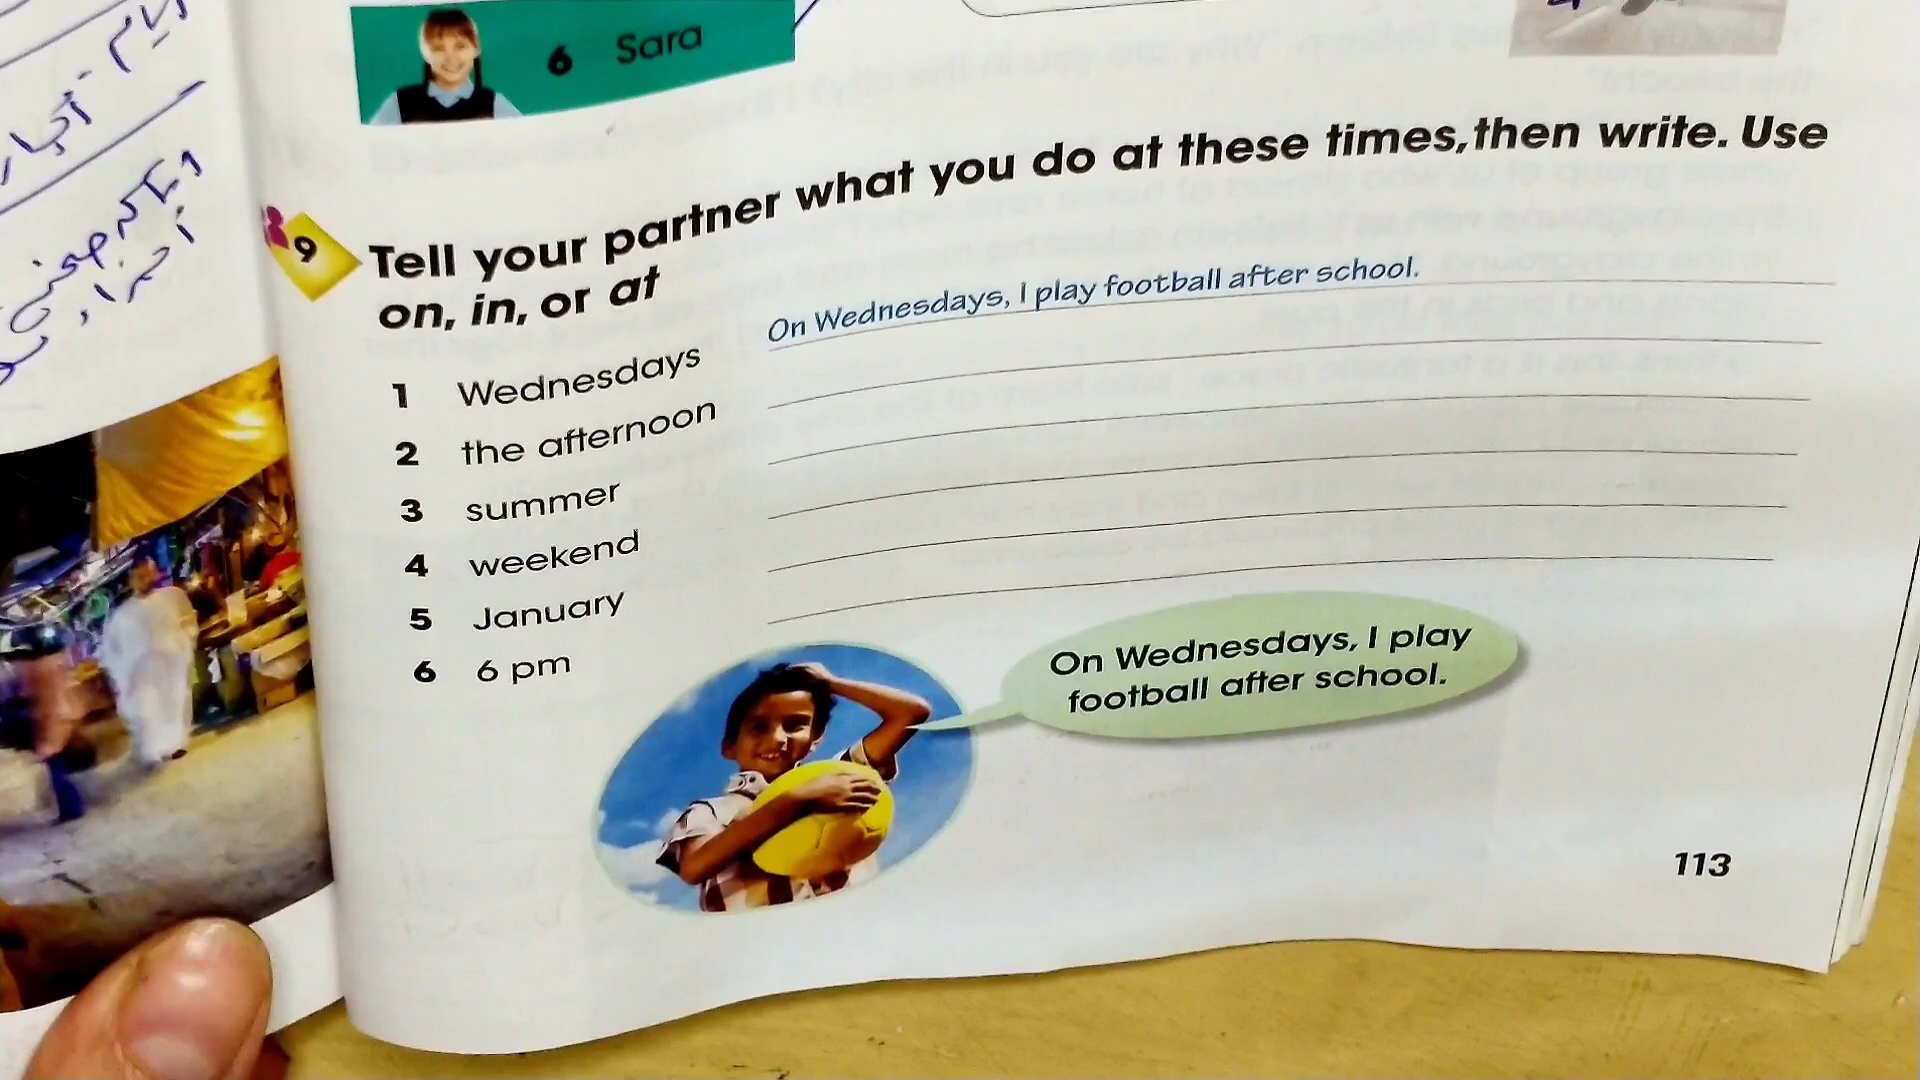 6 Sara
9 Tell your partner what you do at these times, then write. Use
on, in, or at
On Wednesdays, I play football after school.
1 Wednesdays
2 the afternoon
3 summer
4 weekend
5 January
6 6 pm
On Wednesdays, I play
football after school.
113